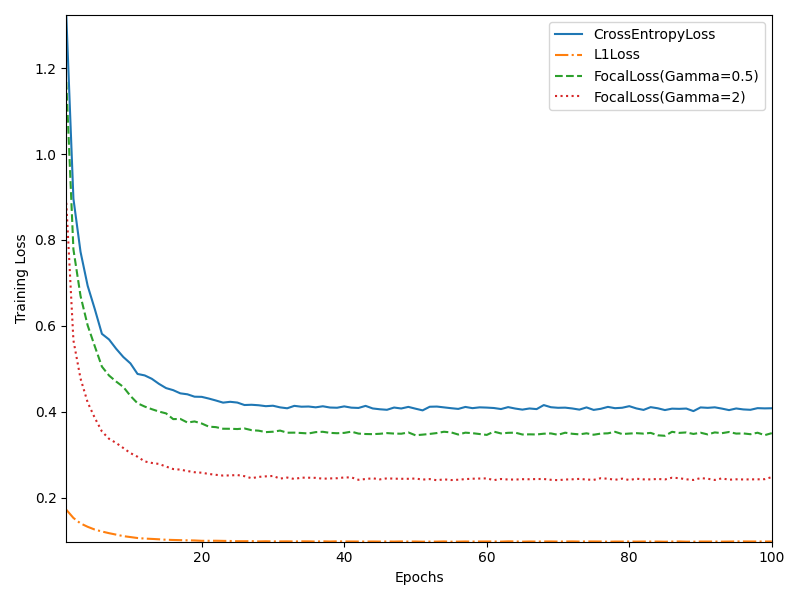 CrossEntropyLoss
L1Loss
FocalLoss(Gamma=0.5)
FocalLoss(Gamma=2)
1.2
1.0
0.8
0.6
0.4
0.2
Training Loss
20 40 60 80 100
Epochs